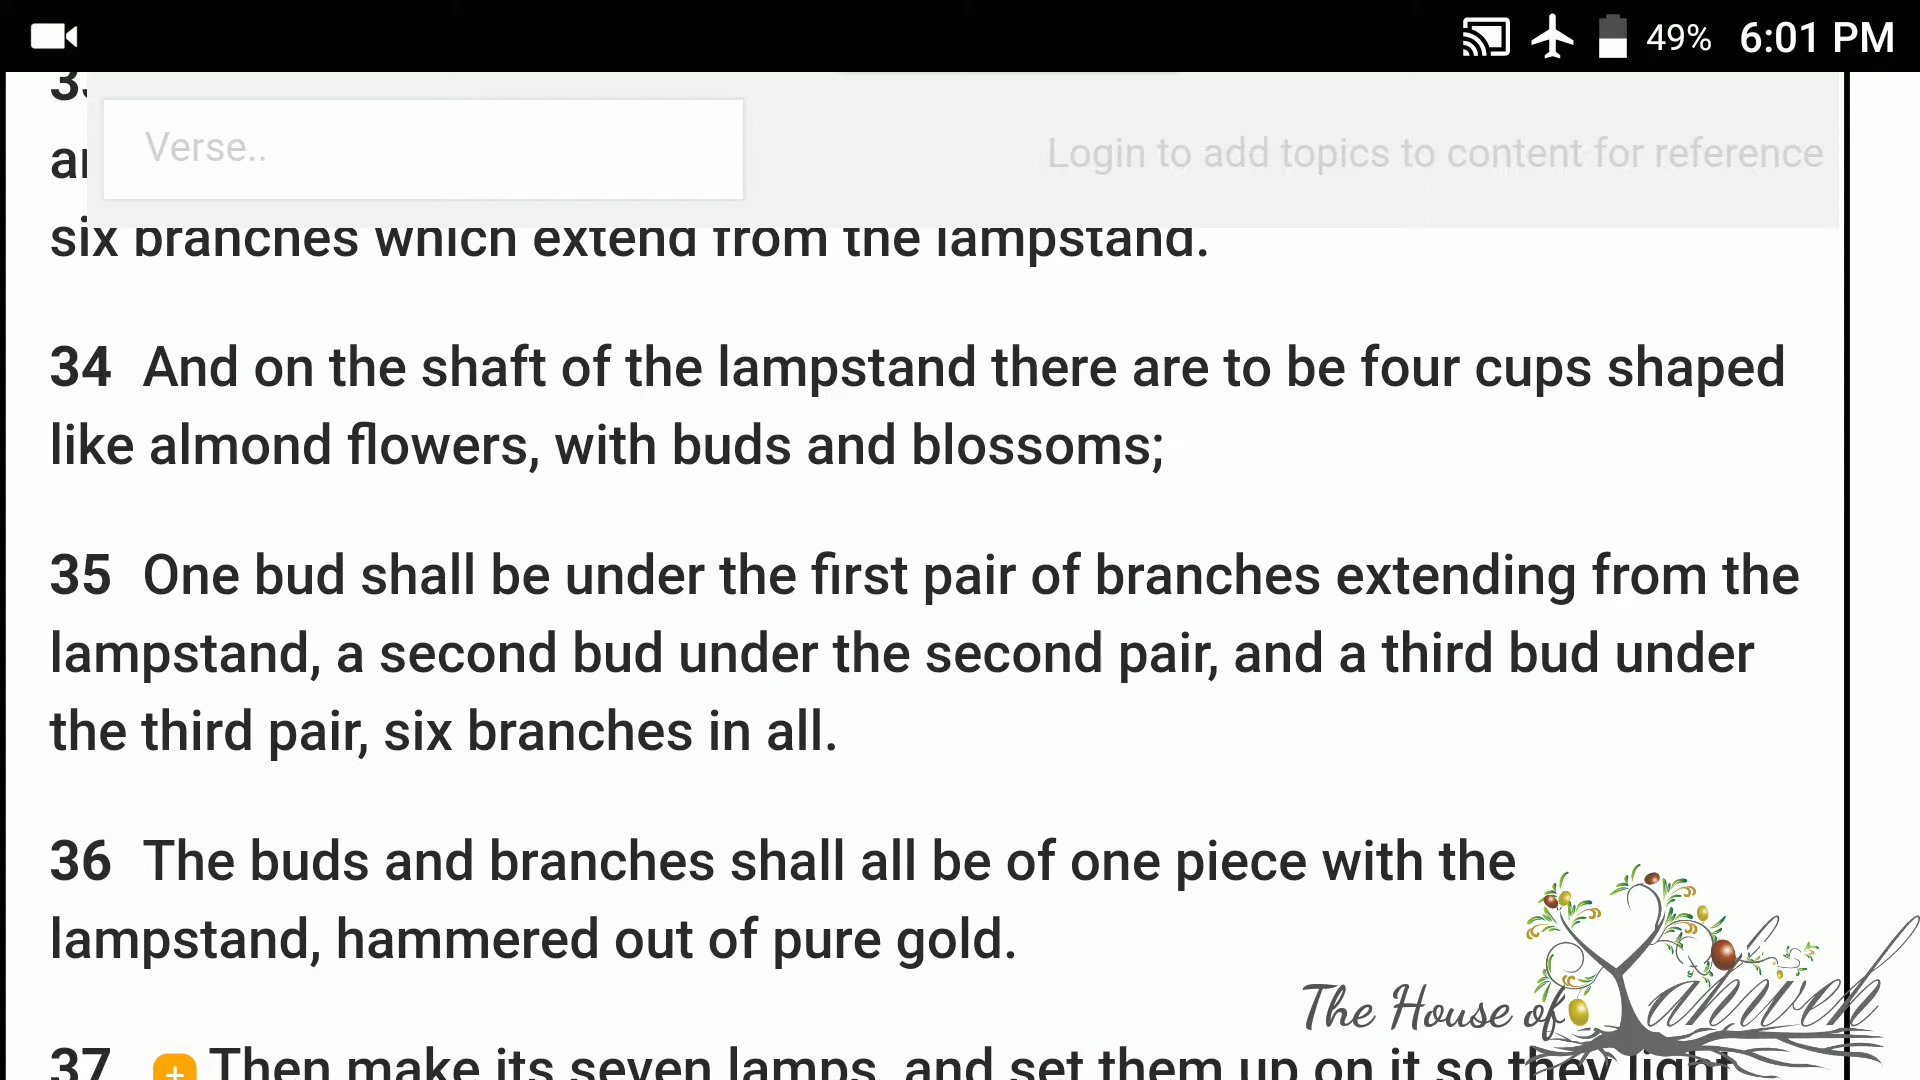 49% 6:01 PM
Verse..
Login to add topics to content for reference
six branches which extend from the lampstand.
34 And on the shaft of the lampstand there are to be four cups shaped
like almond flowers, with buds and blossoms;
35 One bud shall be under the first pair of branches extending from the
lampstand, a second bud under the second pair, and a third bud under
the third pair, six branches in all.
36 The buds and branches shall all be of one piece with the
lampstand, hammered out of pure gold.
The House of Yahweh
37 Then make its seven lamps, and set them up on it so they light